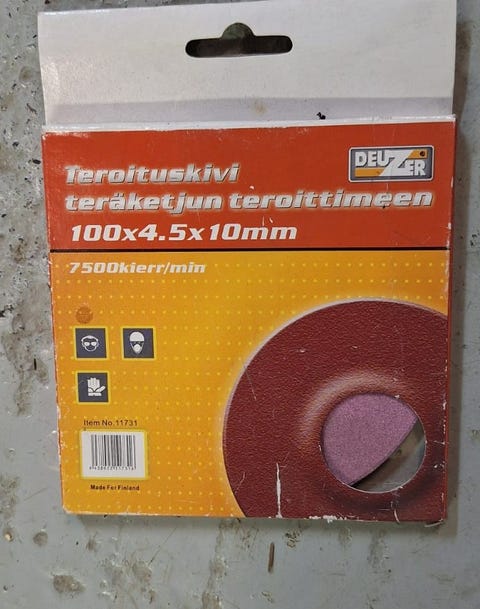 DEUZER
Teroituskivi
teräketjun teroittimeen
100x4.5x10mm
7500kierr/min
Item No.11731
Made For Finland